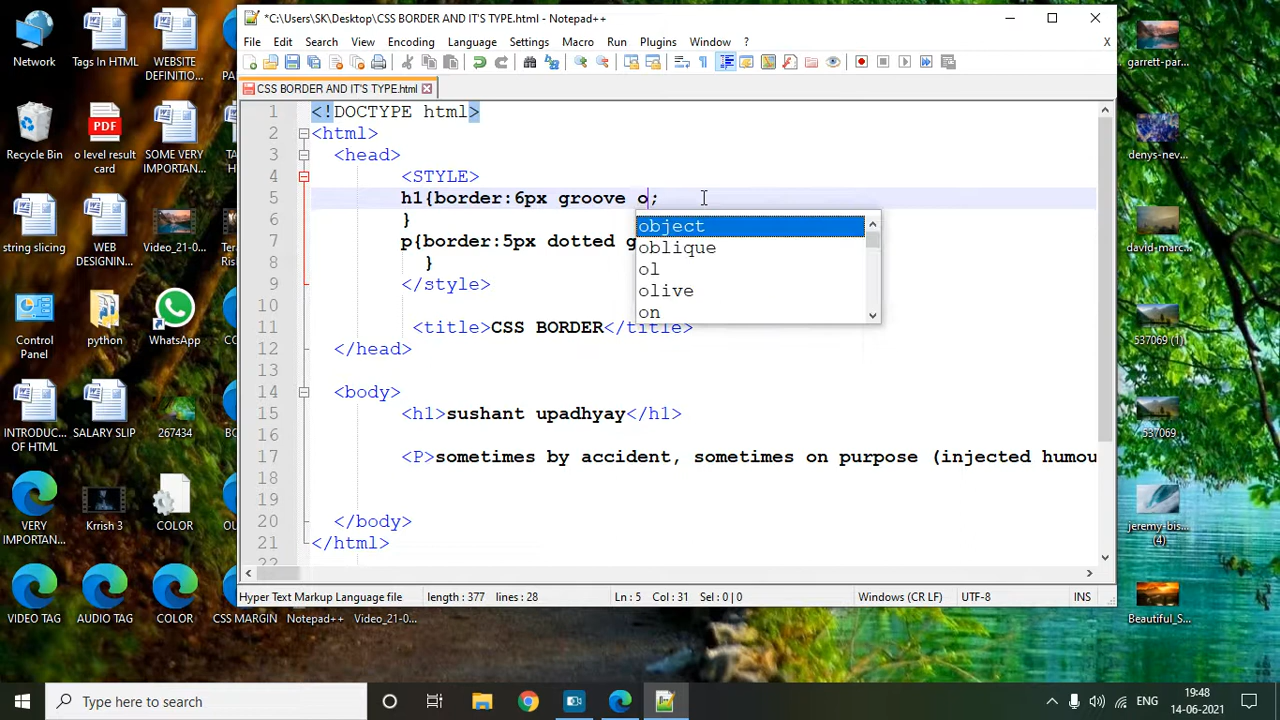 *C:\Users\SK\Desktop\CSS BORDER AND IT'S TYPE.html - Notepad++
File Edit Search View Encoding Language Settings Macro Run Plugins Window ? X
CSS BORDER AND IT'S TYPE.html
1 <!DOCTYPE html>
2 <html>
3 <head>
4 <STYLE>
5 h1{border:6px groove o;
6 }
7 p{border:5px dotted g
8 }
9 </style>
10
11 <title>CSS BORDER</title>
12 </head>
13
14 <body>
15 <h1>sushant upadhyay</h1>
16
17 <P>sometimes by accident, sometimes on purpose (injected humou
18
19
20 </body>
21 </html>
22
object
oblique
ol
olive
on
Hyper Text Markup Language file length : 377 lines : 28 Ln : 5 Col : 31 Sel : 0 | 0 Windows (CR LF) UTF-8 INS
Network
Tags In HTML
WEBSITE
DEFINITIO...
Recycle Bin
PDF
o level result
card
SOME VERY
IMPORTAN...
string slicing
WEB
DESIGNIN...
Video_21-0...
Control
Panel
python
WhatsApp
INTRODUC...
OF HTML
SALARY SLIP
267434
VERY
IMPORTAN...
Krrish 3
COLOR
VIDEO TAG
AUDIO TAG
COLOR
CSS MARGIN
Notepad++
Video_21-0...
garrett-par...
denys-nev...
david-marc...
537069 (1)
537069
jeremy-bis...
(4)
Beautiful_S...
Type here to search
ENG
19:48
14-06-2021